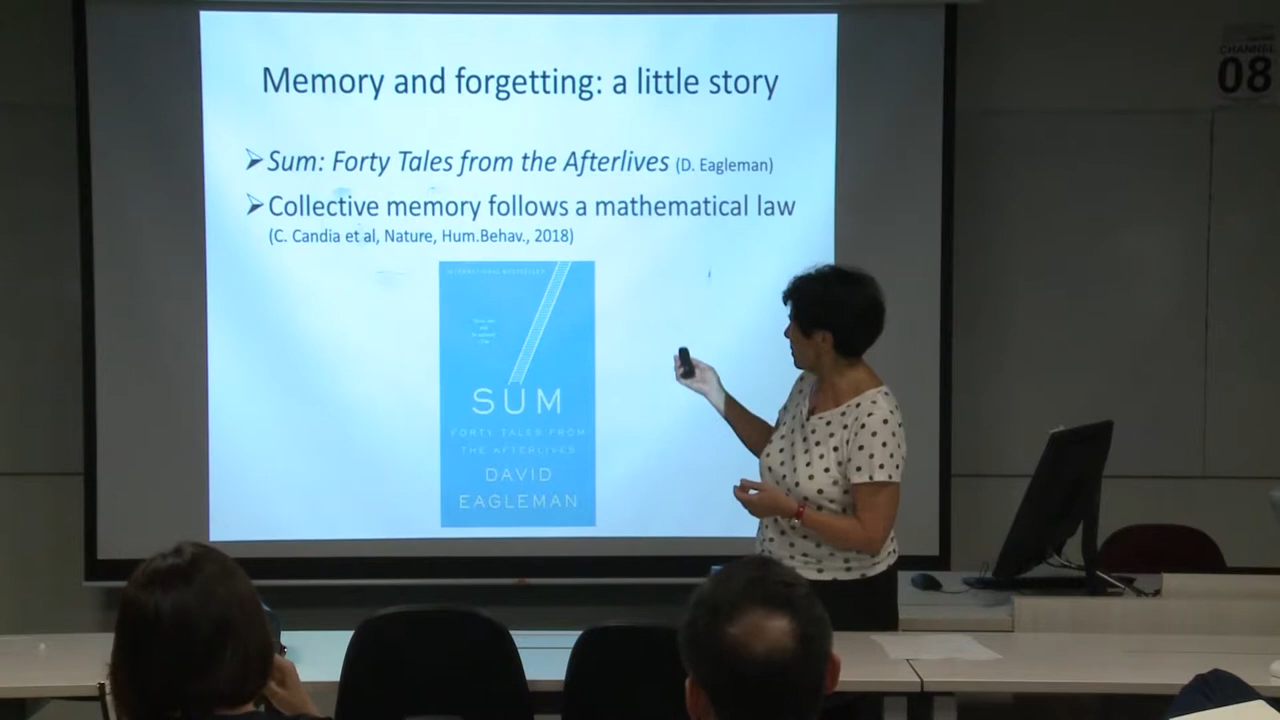 Memory and forgetting: a little story
Sum: Forty Tales from the Afterlives (D. Eagleman)
Collective memory follows a mathematical law
(C. Candia et al, Nature, Hum.Behav., 2018)
INTERNATIONAL BESTSELLER
SUM
FORTY TALES FROM
THE AFTERLIVES
DAVID
EAGLEMAN
CHANNEL
08